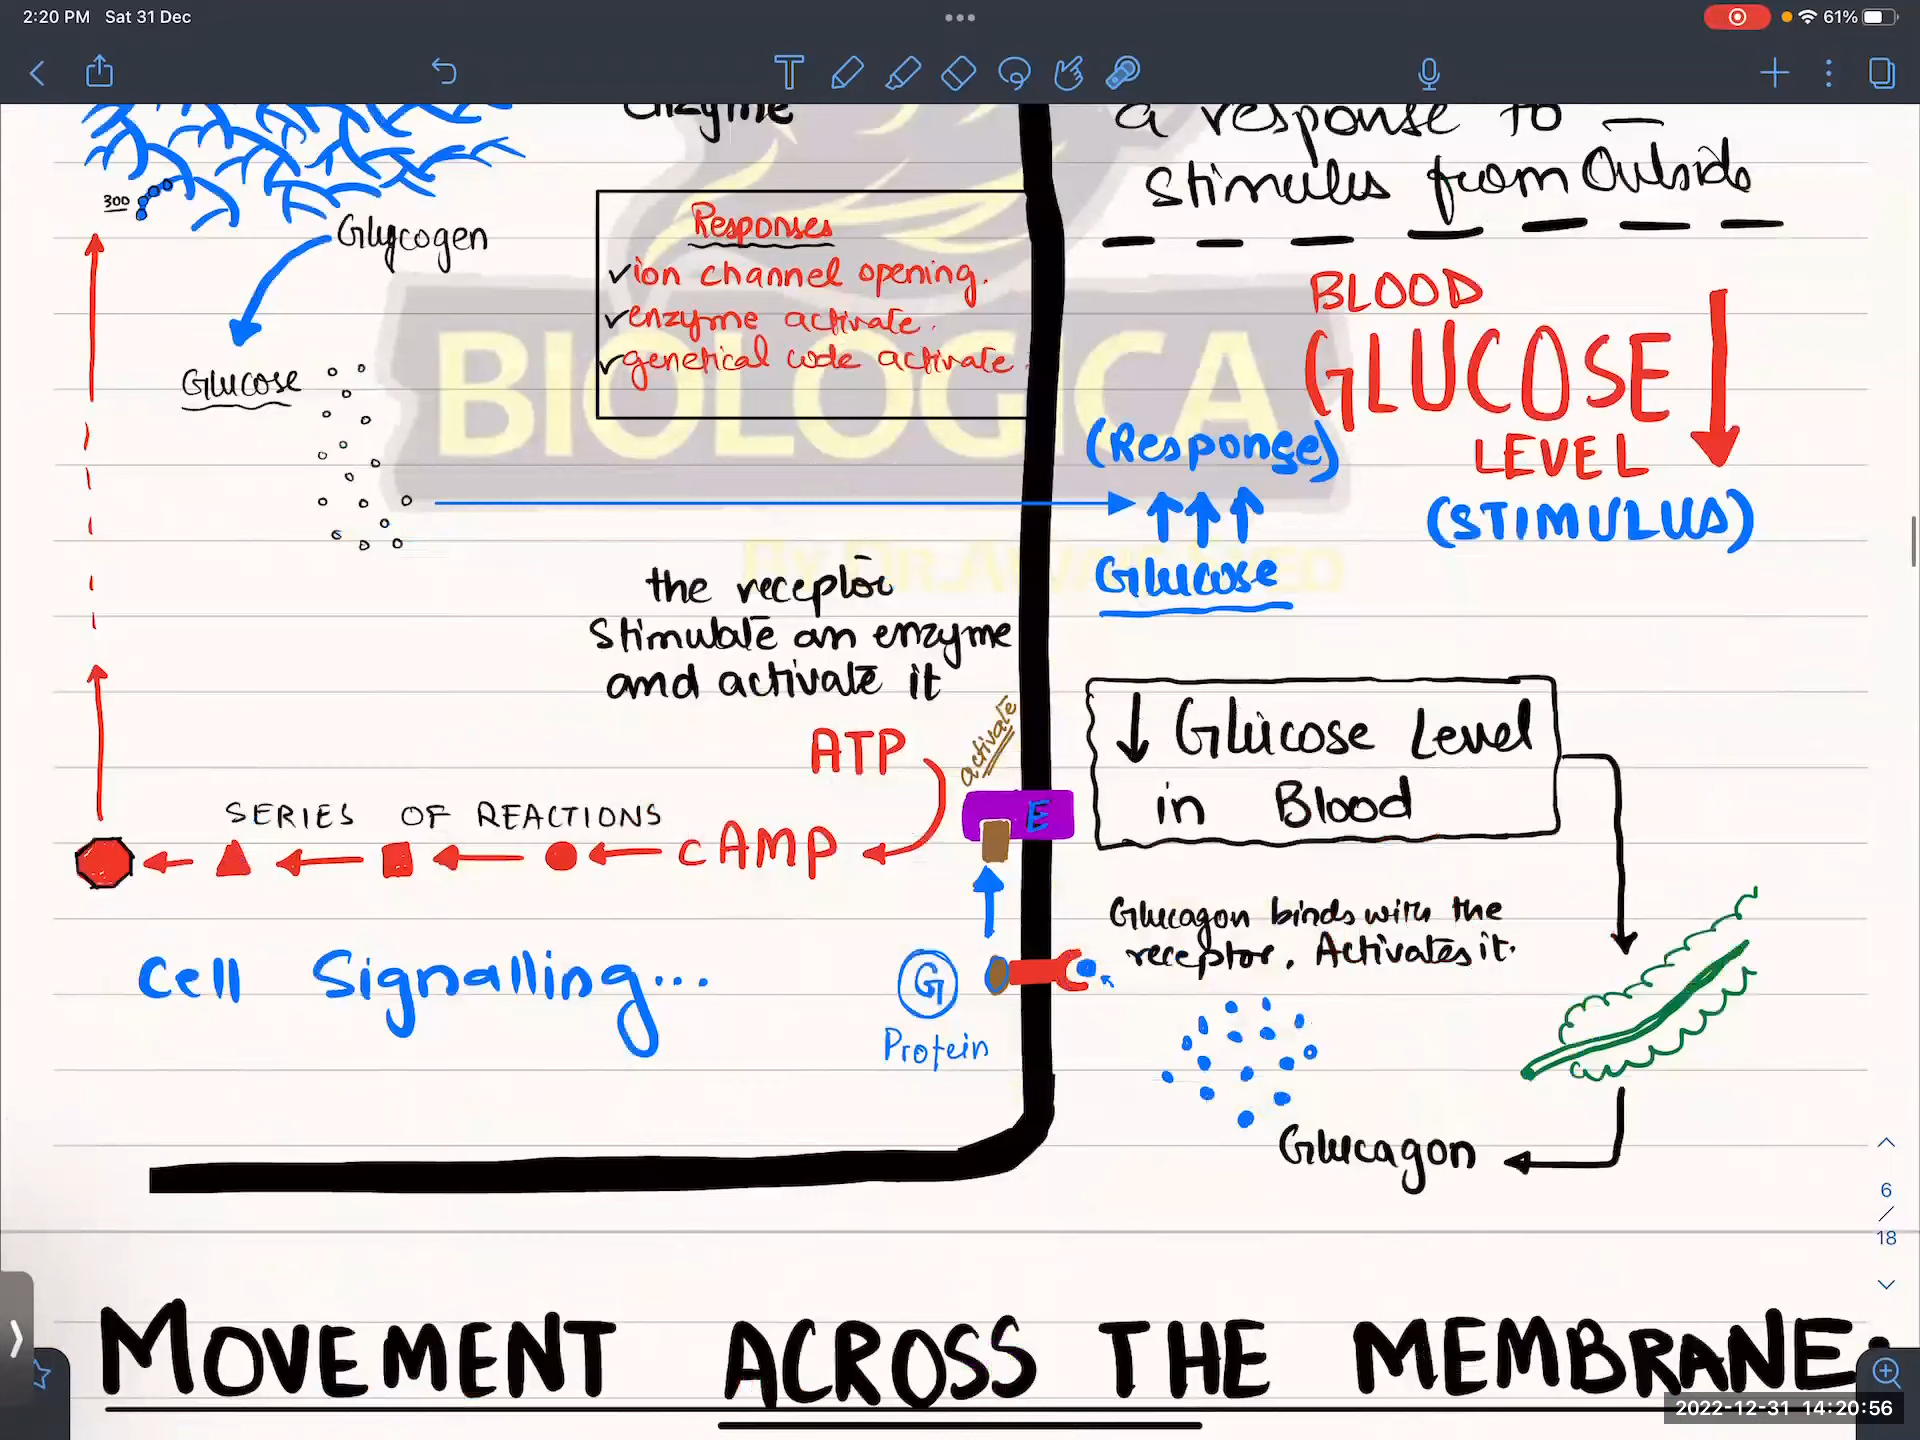 2:20 PM Sat 31 Dec
61%
Enzyme
a response to
stimulus from Outside
300
Glycogen
Responses
ion channel opening.
enzyme activate.
genetical code activate.
BLOOD
GLUCOSE
LEVEL
(STIMULUS)
Glucose
BIOLOGICA
(Response)
Glucose
the receptor
Stimulate an enzyme
and activate it
activate
ATP
E
↓ Glucose Level
in Blood
SERIES OF REACTIONS
cAMP
Glucagon binds with the
receptor. Activates it.
Cell Signalling...
G
Protein
Glucagon
6
/
18
MOVEMENT ACROSS THE MEMBRANE.
2022-12-31 14:20:56